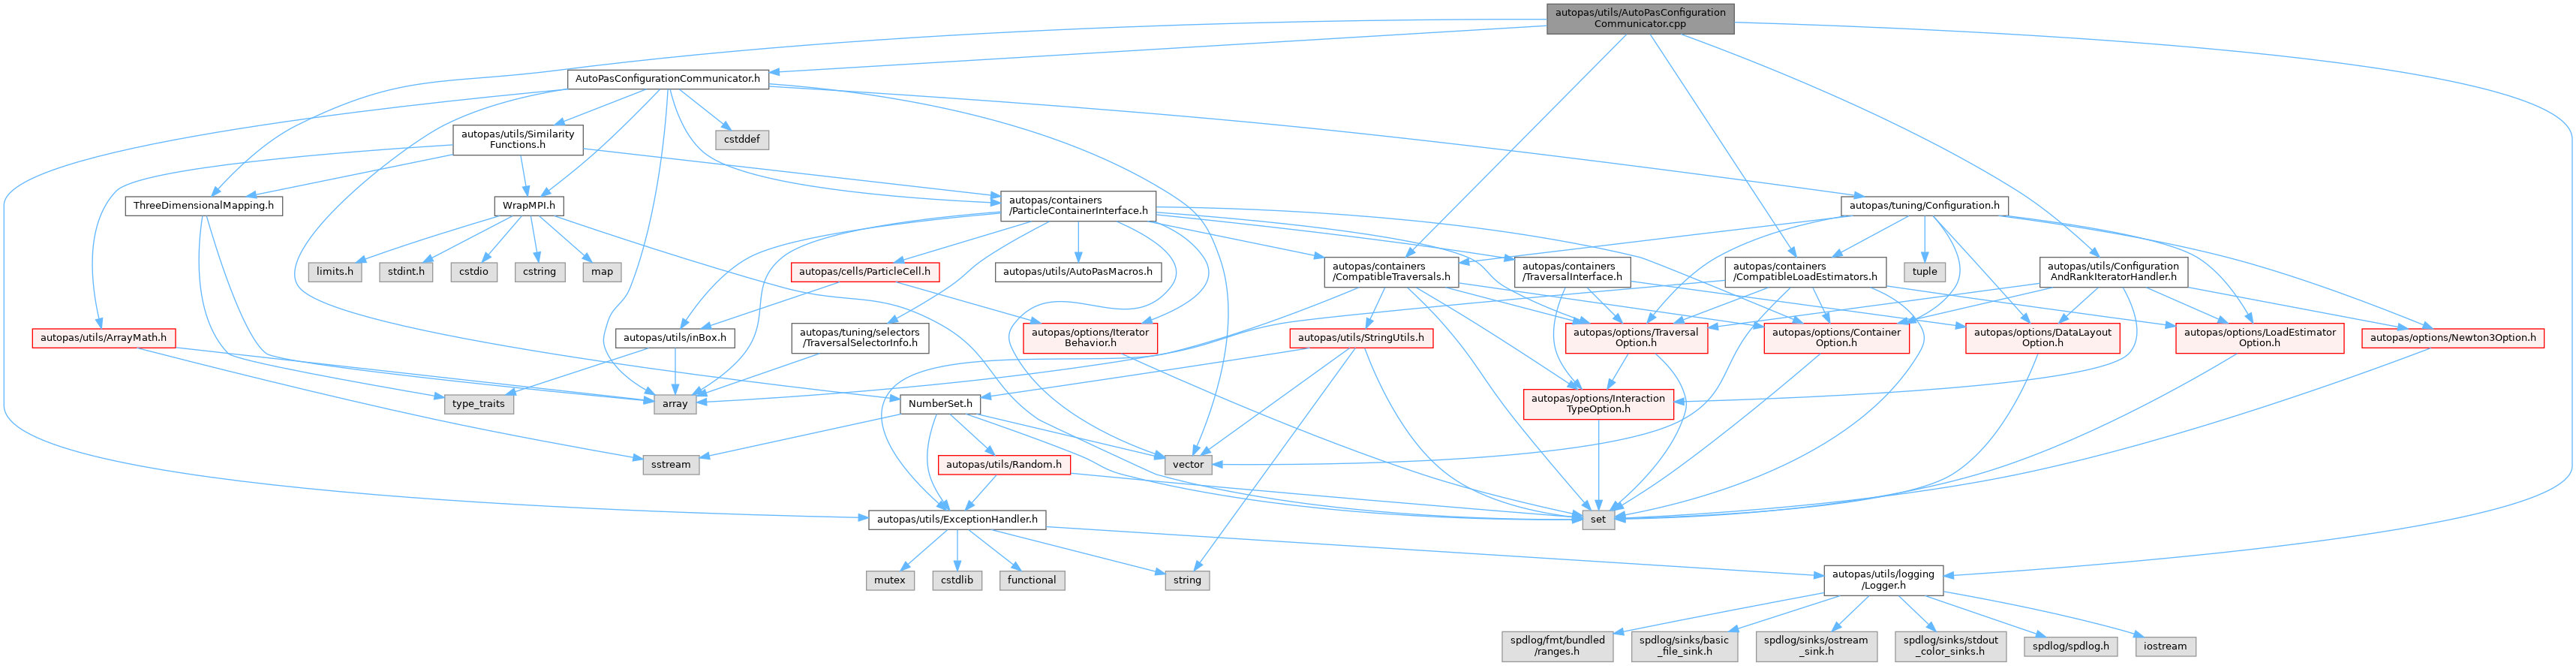 autopas/utils/AutoPasConfiguration
Communicator.cpp
AutoPasConfigurationCommunicator.h
autopas/utils/Similarity
Functions.h
cstddef
ThreeDimensionalMapping.h
WrapMPI.h
autopas/containers
/ParticleContainerInterface.h
autopas/tuning/Configuration.h
limits.h
stdint.h
cstdio
cstring
map
autopas/cells/ParticleCell.h
autopas/utils/AutoPasMacros.h
autopas/containers
/CompatibleTraversals.h
autopas/containers
/TraversalInterface.h
autopas/containers
/CompatibleLoadEstimators.h
tuple
autopas/utils/Configuration
AndRankIteratorHandler.h
autopas/utils/ArrayMath.h
autopas/utils/inBox.h
autopas/tuning/selectors
/TraversalSelectorInfo.h
autopas/options/Iterator
Behavior.h
autopas/utils/StringUtils.h
autopas/options/Traversal
Option.h
autopas/options/Container
Option.h
autopas/options/DataLayout
Option.h
autopas/options/LoadEstimator
Option.h
autopas/options/Newton3Option.h
type_traits
array
NumberSet.h
autopas/options/Interaction
TypeOption.h
sstream
autopas/utils/Random.h
vector
autopas/utils/ExceptionHandler.h
set
mutex
cstdlib
functional
string
autopas/utils/logging
/Logger.h
spdlog/fmt/bundled
/ranges.h
spdlog/sinks/basic
_file_sink.h
spdlog/sinks/ostream
_sink.h
spdlog/sinks/stdout
_color_sinks.h
spdlog/spdlog.h
iostream